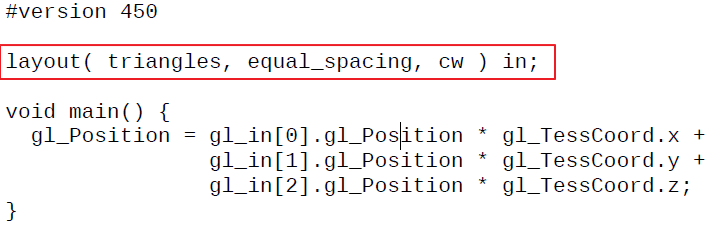 #version 450
layout( triangles, equal_spacing, cw ) in;
void main() {
gl_Position = gl_in[0].gl_Position * gl_TessCoord.x +
gl_in[1].gl_Position * gl_TessCoord.y +
gl_in[2].gl_Position * gl_TessCoord.z;
}